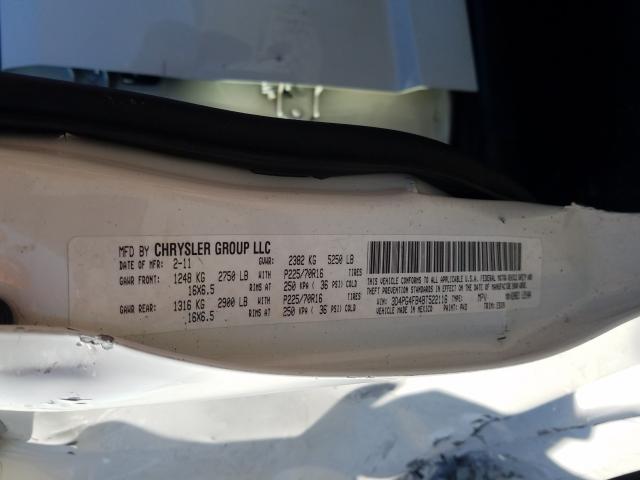 MFD BY CHRYSLER GROUP LLC
DATE OF MFR 2-11 GVWR: 2382 KG 5250 LB
GAWR FRONT: 1248 KG 2750 LB WITH P225/70R16 TIRES
16X6.5 RIMS AT 250 KPA ( 36 PSI) COLD
GAWR REAR: 1316 KG 2900 LB WITH P225/70R16 TIRES
16X6.5 RIMS AT 250 KPA ( 36 PSI) COLD
THIS VEHICLE CONFORMS TO ALL APPLICABLE U.S.A. FEDERAL MOTOR VEHICLE SAFETY AND
THEFT PREVENTION STANDARDS IN EFFECT ON THE DATE OF MANUFACTURE SHOWN ABOVE.
VIN: 3D4PG4FB4BT522116 TYPE: MPV
VEHICLE MADE IN MEXICO PAINT: PW3 TRIM: